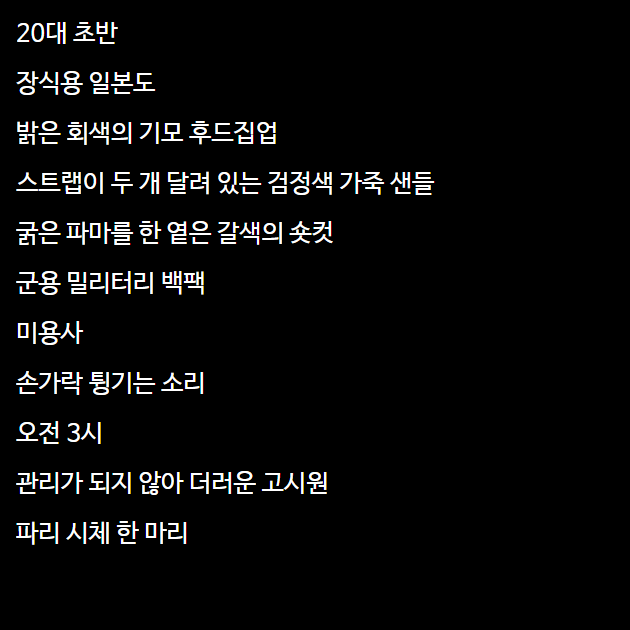 20대 초반
장식용 일본도
밝은 회색의 기모 후드집업
스트랩이 두 개 달려 있는 검정색 가죽 샌들
굵은 파마를 한 옅은 갈색의 숏컷
군용 밀리터리 백팩
미용사
손가락 튕기는 소리
오전 3시
관리가 되지 않아 더러운 고시원
파리 시체 한 마리